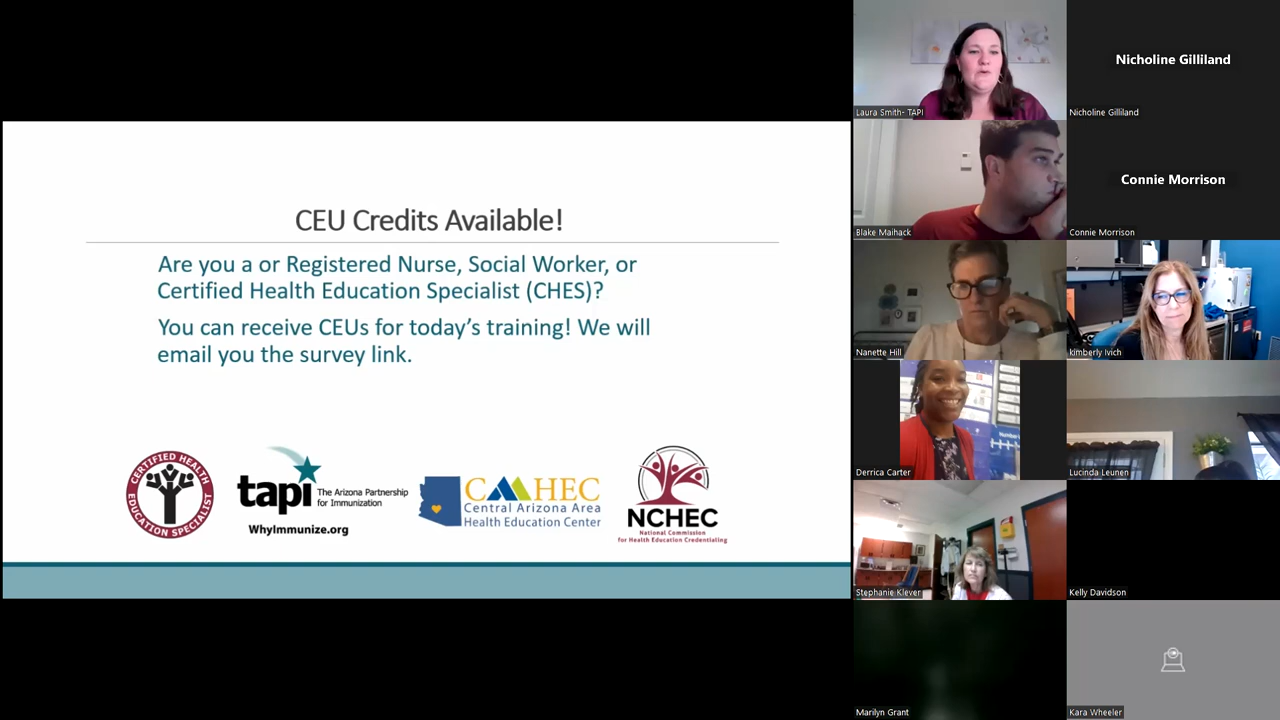 CEU Credits Available!
Are you a or Registered Nurse, Social Worker, or
Certified Health Education Specialist (CHES)?
You can receive CEUs for today's training! We will
email you the survey link.
CERTIFIED HEALTH
EDUCATION SPECIALIST
tapi
The Arizona Partnership
for Immunization
WhyImmunize.org
CAAHEC
Central Arizona Area
Health Education Center
NCHEC
National Commission
for Health Education Credentialing
Laura Smith- TAPI
Nicholine Gilliland
Nicholine Gilliland
Blake Maihack
Connie Morrison
Connie Morrison
Nanette Hill
kimberly Ivich
Derrica Carter
Lucinda Leunen
Stephanie Klever
Kelly Davidson
Marilyn Grant
Kara Wheeler